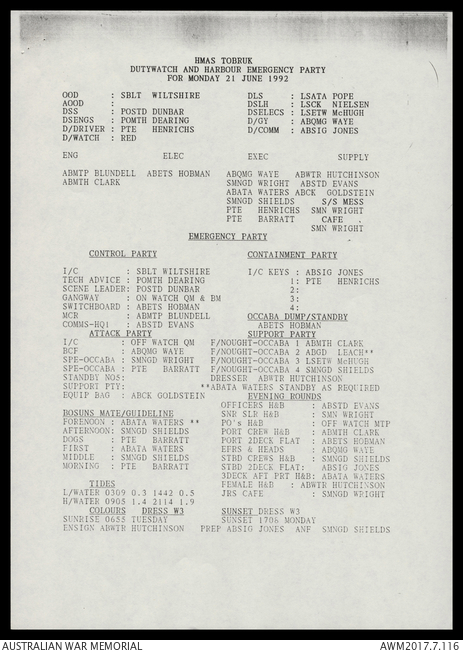 HMAS TOBRUK
DUTYWATCH AND HARBOUR EMERGENCY PARTY
FOR MONDAY 21 JUNE 1992
OOD : SBLT WILTSHIRE DLS : LSATA POPE
AOOD : DSLH : LSCK NIELSEN
DSS : POSTD DUNBAR DSELECS : LSETW McHUGH
DSENGS : POMTH DEARING D/GY : ABQMG WAYE
D/DRIVER : PTE HENRICHS D/COMM : ABSIG JONES
D/WATCH : RED
ENG ELEC EXEC SUPPLY
ABMTP BLUNDELL ABETS HOBMAN ABQMG WAYE ABWTR HUTCHINSON
ABMTH CLARK SMNGD WRIGHT ABSTD EVANS
ABATA WATERS ABCK GOLDSTEIN
SMNGD SHIELDS S/S MESS
PTE HENRICHS SMN WRIGHT
PTE BARRATT CAFE
SMN WRIGHT
EMERGENCY PARTY
CONTROL PARTY CONTAINMENT PARTY
I/C : SBLT WILTSHIRE I/C KEYS : ABSIG JONES
TECH ADVICE : POMTH DEARING 1: PTE HENRICHS
SCENE LEADER: POSTD DUNBAR 2:
GANGWAY : ON WATCH QM & BM 3:
SWITCHBOARD : ABETS HOBMAN 4:
MCR : ABMTP BLUNDELL OCCABA DUMP/STANDBY
COMMS-HQ1 : ABSTD EVANS ABETS HOBMAN
ATTACK PARTY SUPPORT PARTY
I/C : OFF WATCH QM F/NOUGHT-OCCABA 1 ABMTH CLARK
BCF : ABQMG WAYE F/NOUGHT-OCCABA 2 ABGD LEACH**
SPE-OCCABA : SMNGD WRIGHT F/NOUGHT-OCCABA 3 LSETW McHUGH
SPE-OCCABA : PTE BARRATT F/NOUGHT-OCCABA 4 SMNGD SHIELDS
STANDBY NO5: DRESSER ABWTR HUTCHINSON
SUPPORT PTY: **ABATA WATERS STANDBY AS REQUIRED
EQUIP BAG : ABCK GOLDSTEIN EVENING ROUNDS
OFFICERS H&B : ABSTD EVANS
BOSUNS MATE/GUIDELINE SNR SLR H&B : SMN WRIGHT
FORENOON : ABATA WATERS ** PO's H&B : OFF WATCH MTP
AFTERNOON: SMNGD SHIELDS PORT CREW H&B : ABMTH CLARK
DOGS : PTE BARRATT PORT 2DECK FLAT : ABETS HOBMAN
FIRST : ABATA WATERS EFRS & HEADS : ABQMG WAYE
MIDDLE : SMNGD SHIELDS STBD CREWS H&B : SMNGD SHIELDS
MORNING : PTE BARRATT STBD 2DECK FLAT: ABSIG JONES
3DECK AFT PRT H&B: ABATA WATERS
TIDES FEMALE H&B : ABWTR HUTCHINSON
L/WATER 0309 0.3 1442 0.5 JRS CAFE : SMNGD WRIGHT
H/WATER 0905 1.4 2114 1.9
COLOURS DRESS W3 SUNSET DRESS W3
SUNRISE 0655 TUESDAY SUNSET 1706 MONDAY
ENSIGN ABWTR HUTCHINSON PREP ABSIG JONES ANF SMNGD SHIELDS
AUSTRALIAN WAR MEMORIAL AWM2017.7.116